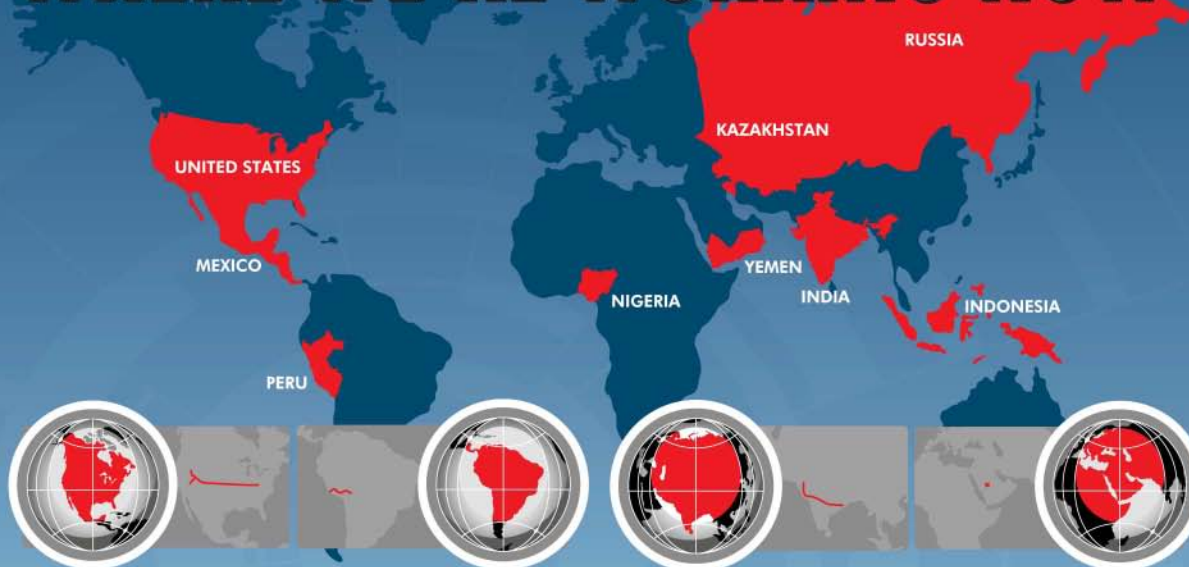 RUSSIA
KAZAKHSTAN
UNITED STATES
MEXICO
YEMEN
NIGERIA
INDIA
INDONESIA
PERU